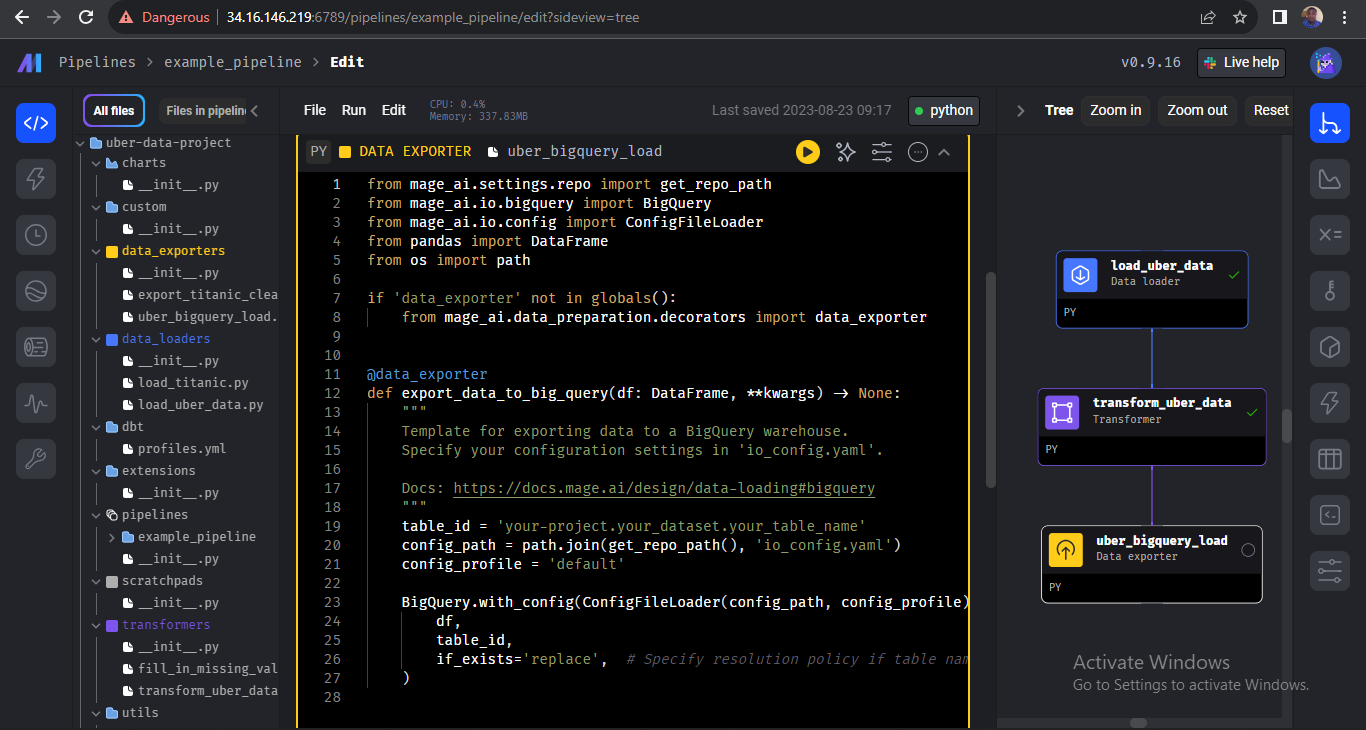 Dangerous 34.16.146.219:6789/pipelines/example_pipeline/edit?sideview=tree
Pipelines > example_pipeline > Edit
v0.9.16
Live help
All files
Files in pipelin
uber-data-project
charts
__init__.py
custom
__init__.py
data_exporters
__init__.py
export_titanic_clea
uber_bigquery_load.
data_loaders
__init__.py
load_titanic.py
load_uber_data.py
dbt
profiles.yml
extensions
__init__.py
pipelines
example_pipeline
__init__.py
scratchpads
__init__.py
transformers
__init__.py
fill_in_missing_val
transform_uber_data
utils
File Run Edit
CPU: 0.4%
Memory: 337.83MB
Last saved 2023-08-23 09:17
python
PY DATA EXPORTER uber_bigquery_load
1 from mage_ai.settings.repo import get_repo_path
2 from mage_ai.io.bigquery import BigQuery
3 from mage_ai.io.config import ConfigFileLoader
4 from pandas import DataFrame
5 from os import path
6
7 if 'data_exporter' not in globals():
8     from mage_ai.data_preparation.decorators import data_exporter
9
10
11 @data_exporter
12 def export_data_to_big_query(df: DataFrame, **kwargs) -> None:
13     """
14     Template for exporting data to a BigQuery warehouse.
15     Specify your configuration settings in 'io_config.yaml'.
16
17     Docs: https://docs.mage.ai/design/data-loading#bigquery
18     """
19     table_id = 'your-project.your_dataset.your_table_name'
20     config_path = path.join(get_repo_path(), 'io_config.yaml')
21     config_profile = 'default'
22
23     BigQuery.with_config(ConfigFileLoader(config_path, config_profile)
24         df,
25         table_id,
26         if_exists='replace',  # Specify resolution policy if table nam
27     )
28
Tree
Zoom in
Zoom out
Reset
load_uber_data
Data loader
PY
transform_uber_data
Transformer
PY
uber_bigquery_load
Data exporter
PY
Activate Windows
Go to Settings to activate Windows.